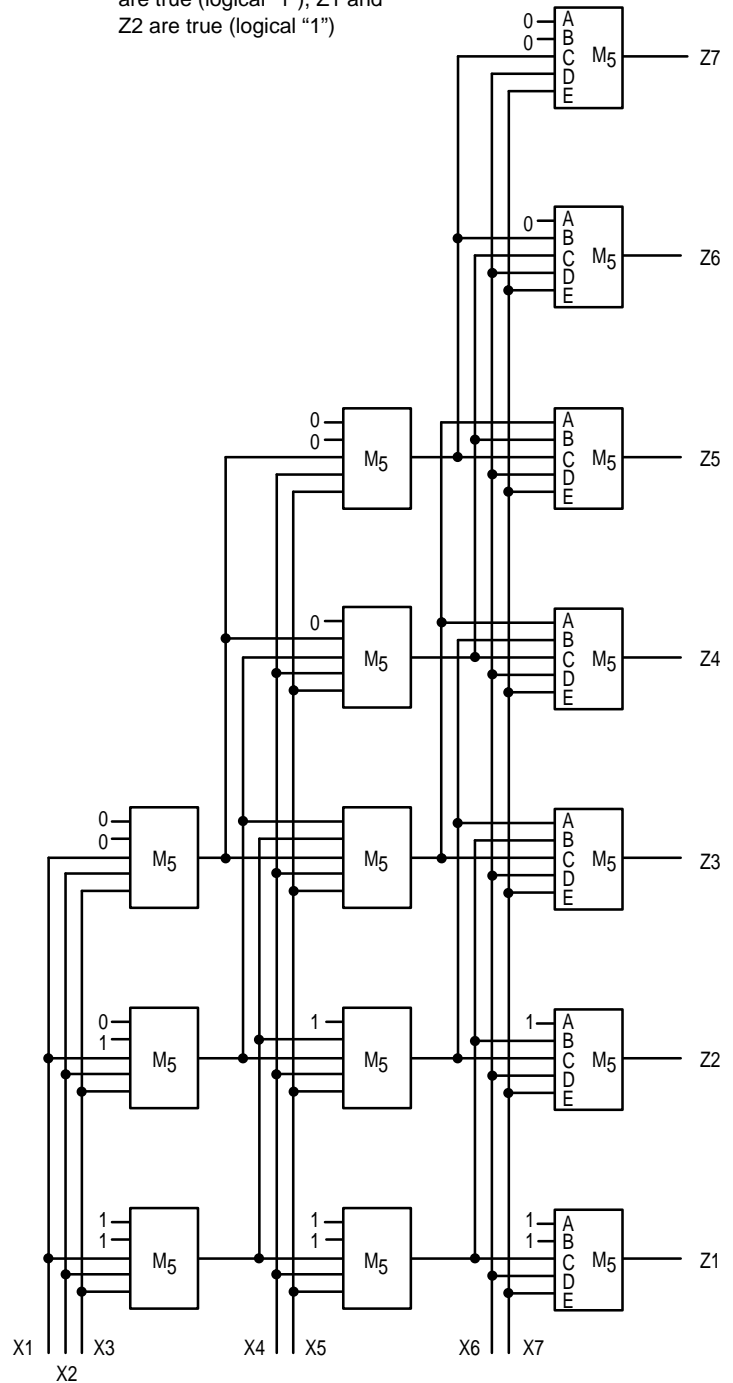 are true (logical “1”), Z1 and
Z2 are true (logical “1”)
0 A
0 B
C M5 Z7
D
E
0 A
B
C M5 Z6
D
E
0
0
M5
A
B
C M5 Z5
D
E
0
M5
A
B
C M5 Z4
D
E
0
0
M5
M5
A
B
C M5 Z3
D
E
0
1
M5
1
M5
1 A
B
C M5 Z2
D
E
1
1
M5
1
1
M5
1 A
1 B
C M5 Z1
D
E
X1 X3 X4 X5 X6 X7
X2